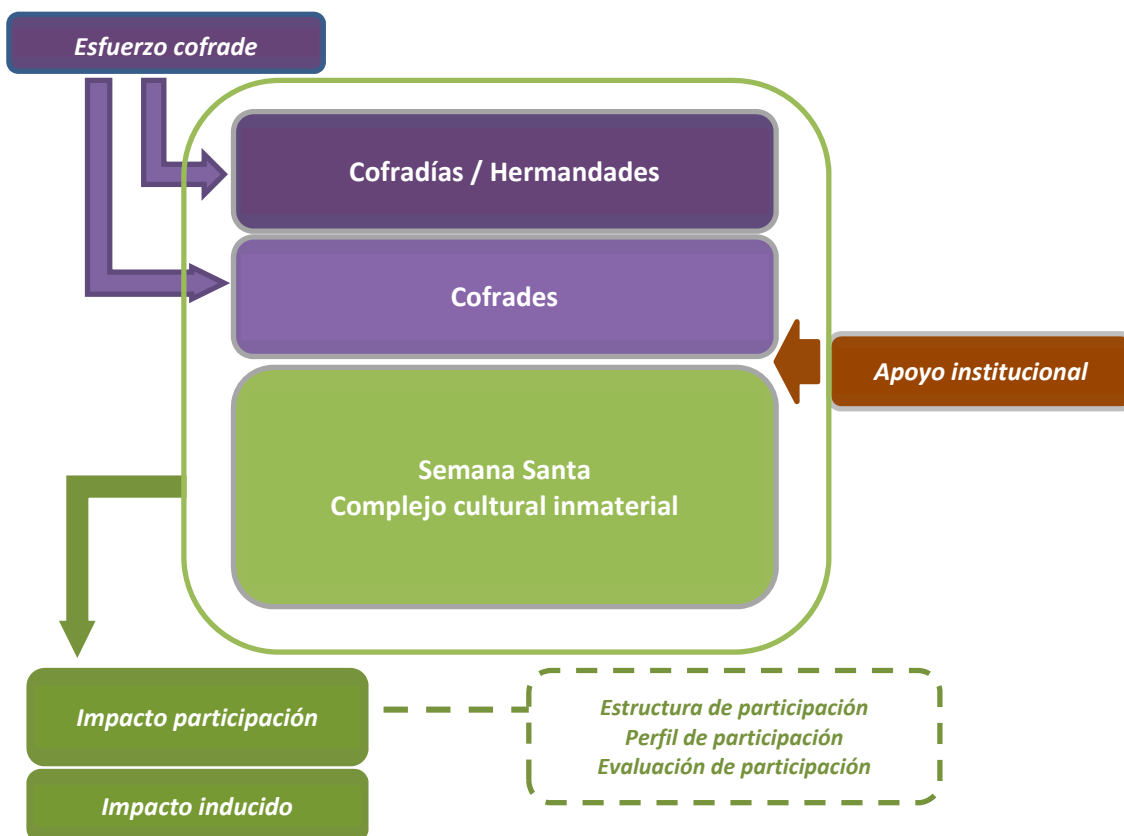 Esfuerzo cofrade
Cofradías / Hermandades
Cofrades
Apoyo institucional
Semana Santa
Complejo cultural inmaterial
Impacto participación
Estructura de participación
Perfil de participación
Evaluación de participación
Impacto inducido